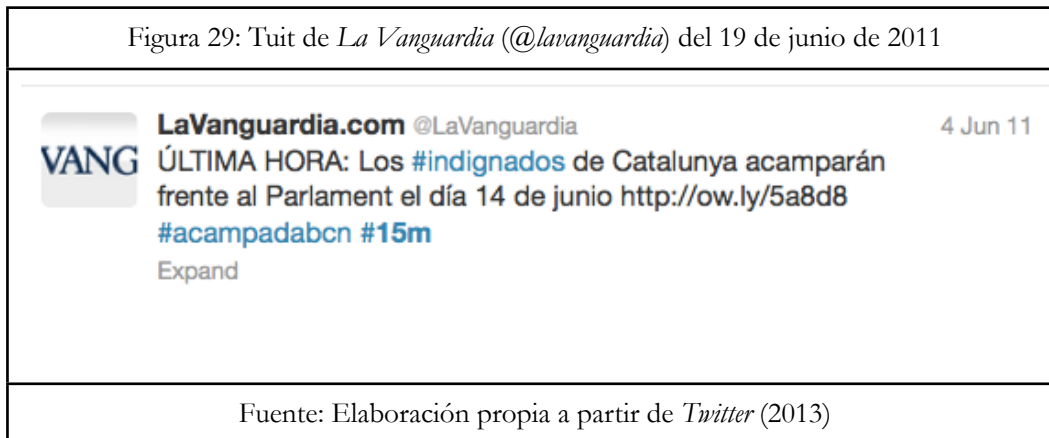 Figura 29: Tuit de La Vanguardia (@lavanguardia) del 19 de junio de 2011
LaVanguardia.com @LaVanguardia 4 Jun 11
VANG
ÚLTIMA HORA: Los #indignados de Catalunya acamparán
frente al Parlament el día 14 de junio http://ow.ly/5a8d8
#acampadabcn #15m
Expand
Fuente: Elaboración propia a partir de Twitter (2013)